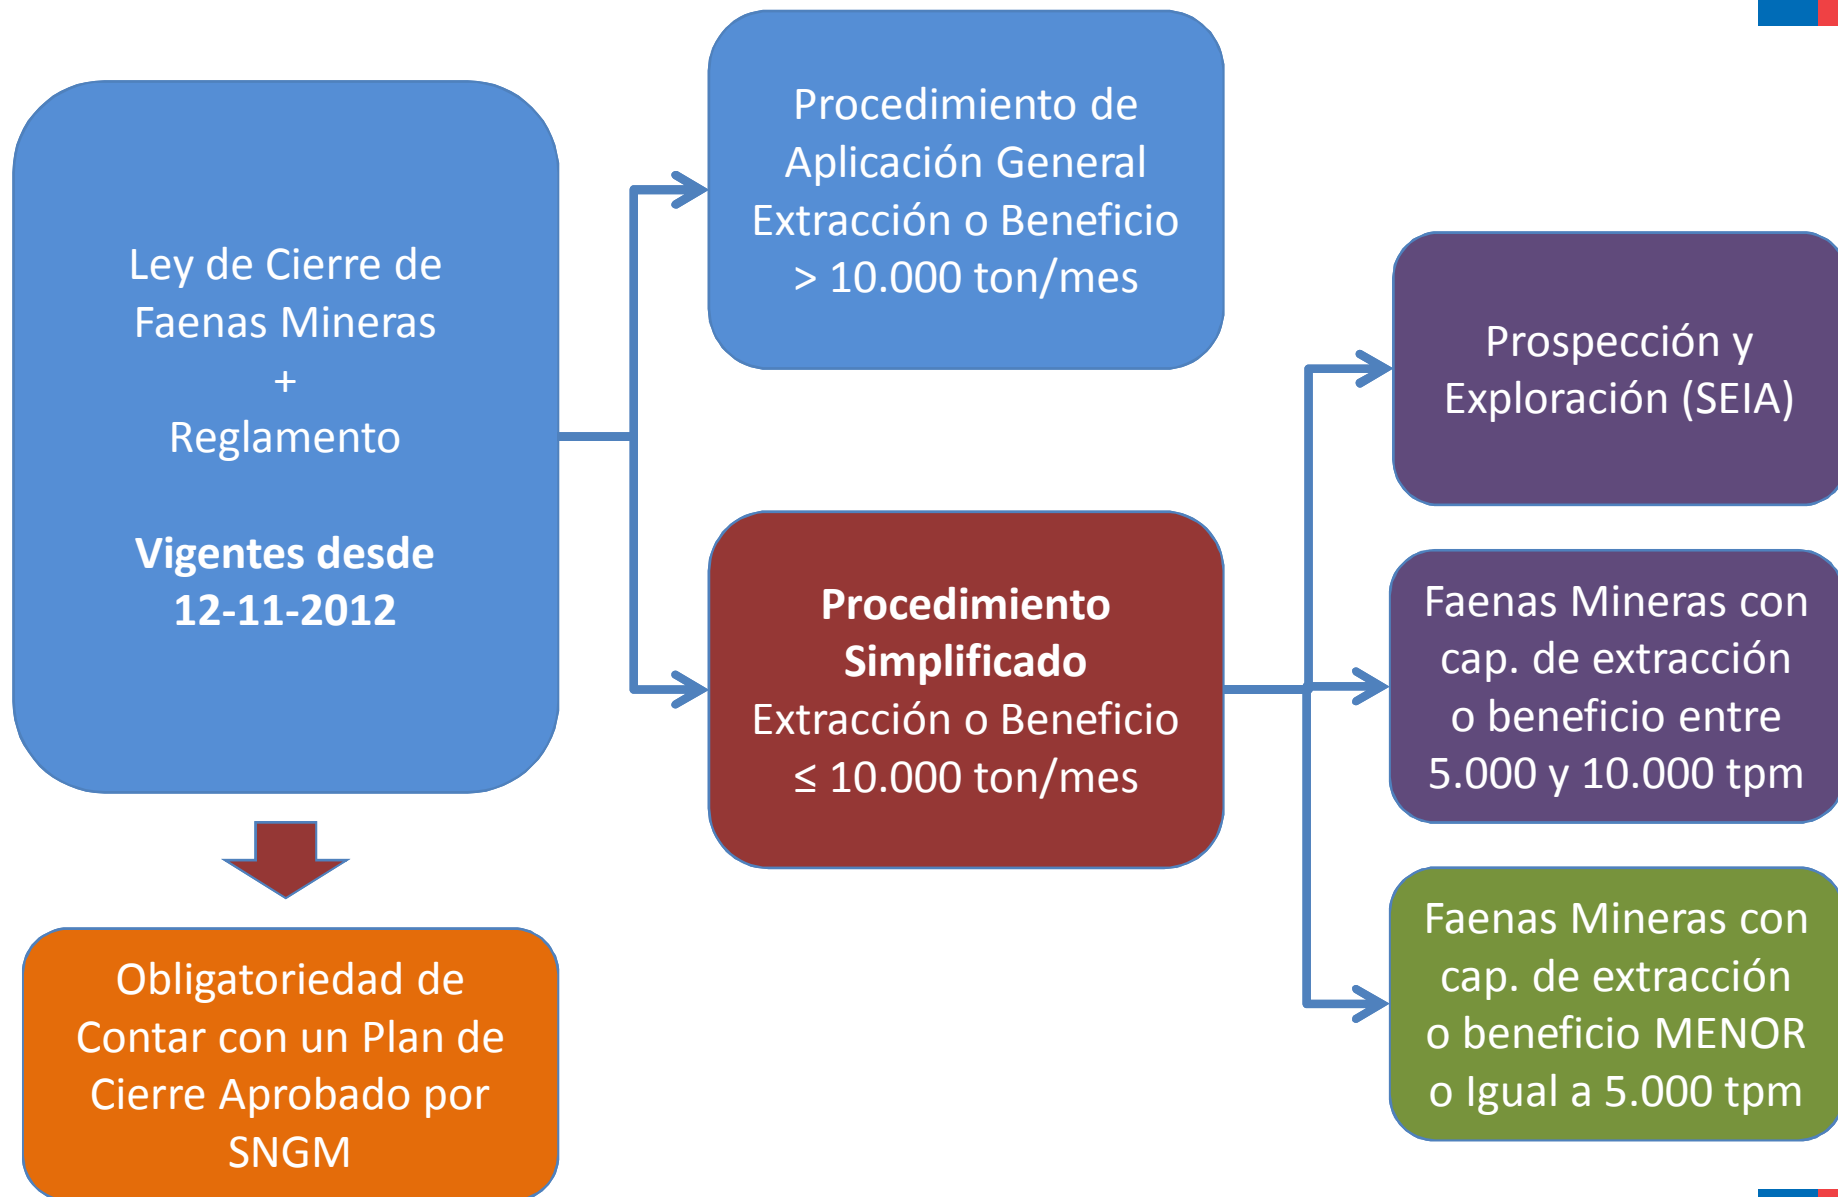 Ley de Cierre de
Faenas Mineras
+
Reglamento
Vigentes desde
12-11-2012
Obligatoriedad de
Contar con un Plan de
Cierre Aprobado por
SNGM
Procedimiento de
Aplicación General
Extracción o Beneficio
> 10.000 ton/mes
Procedimiento
Simplificado
Extracción o Beneficio
≤ 10.000 ton/mes
Prospección y
Exploración (SEIA)
Faenas Mineras con
cap. de extracción
o beneficio entre
5.000 y 10.000 tpm
Faenas Mineras con
cap. de extracción
o beneficio MENOR
o Igual a 5.000 tpm